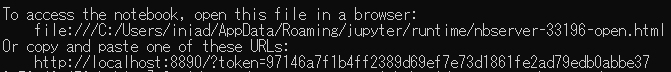 To access the notebook, open this file in a browser:
file:///C:/Users/iniad/AppData/Roaming/jupyter/runtime/nbserver-33196-open.html
Or copy and paste one of these URLs:
http://localhost:8890/?token=97146a7f1b4ff2389d69ef7e73d1861fe2ad79edb0abbe37